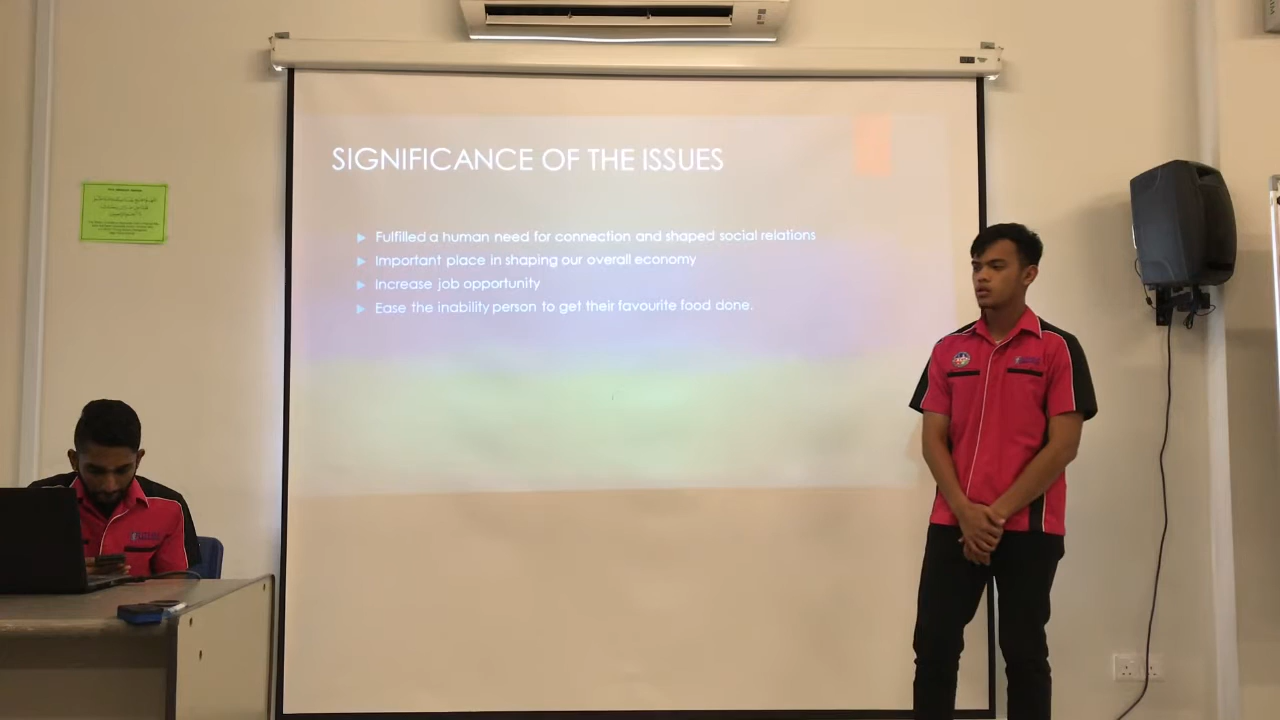 SIGNIFICANCE OF THE ISSUES
Fulfilled a human need for connection and shaped social relations
Important place in shaping our overall economy
Increase job opportunity
Ease the inability person to get their favourite food done.